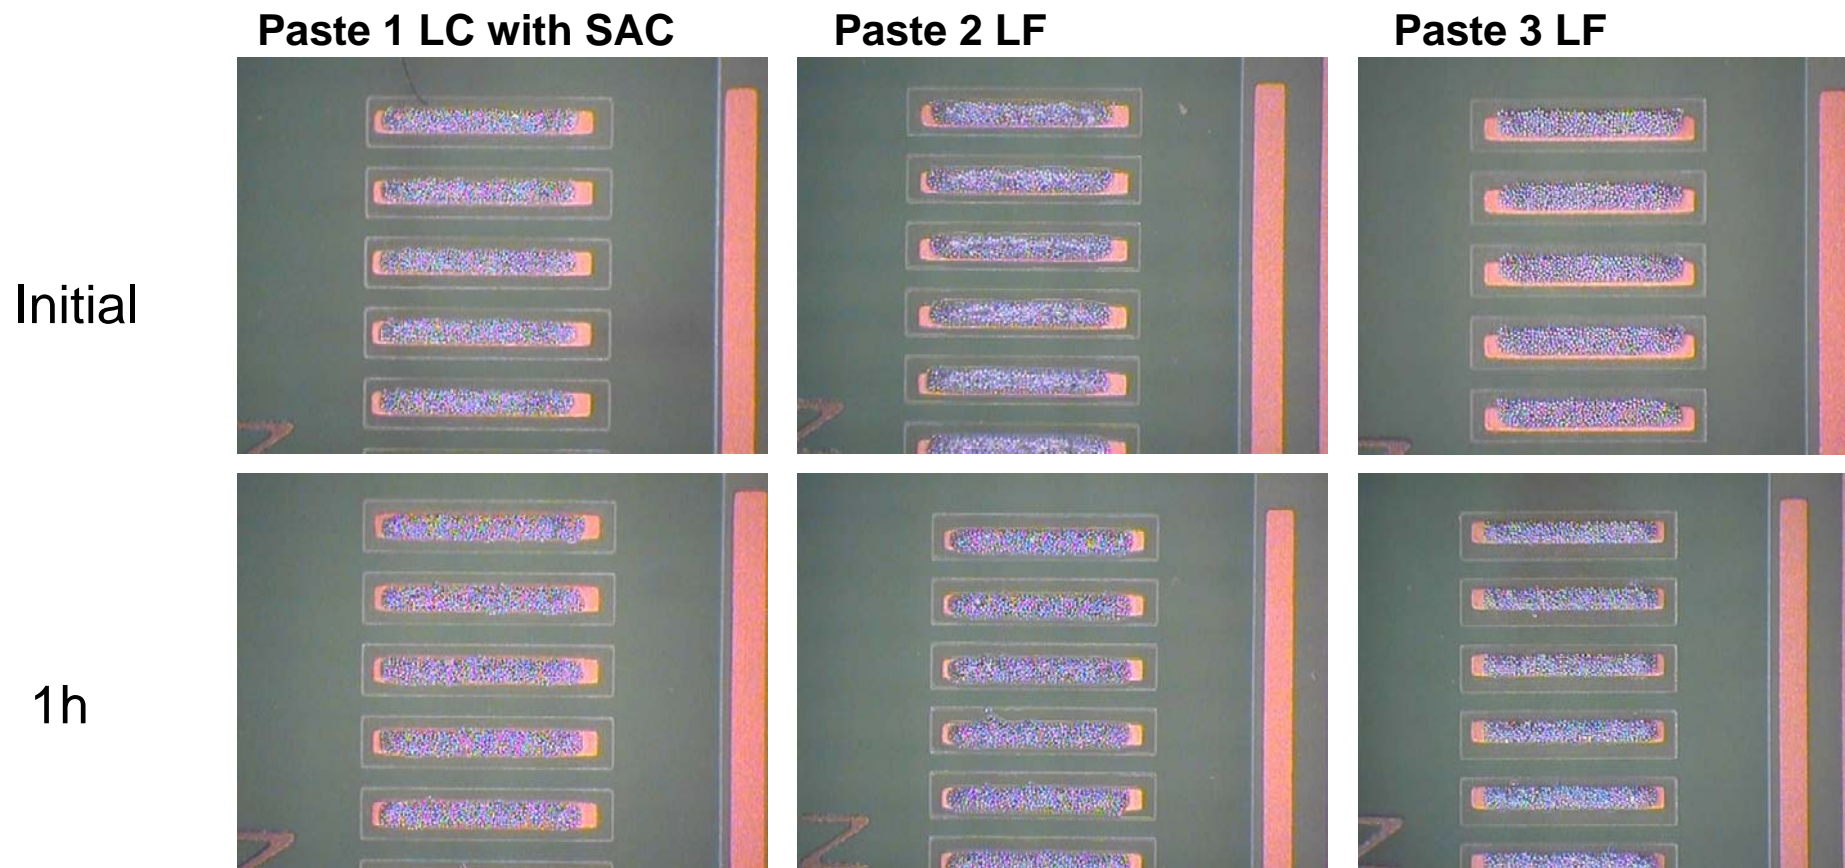 Paste 1 LC with SAC
Paste 2 LF
Paste 3 LF
Initial
1h